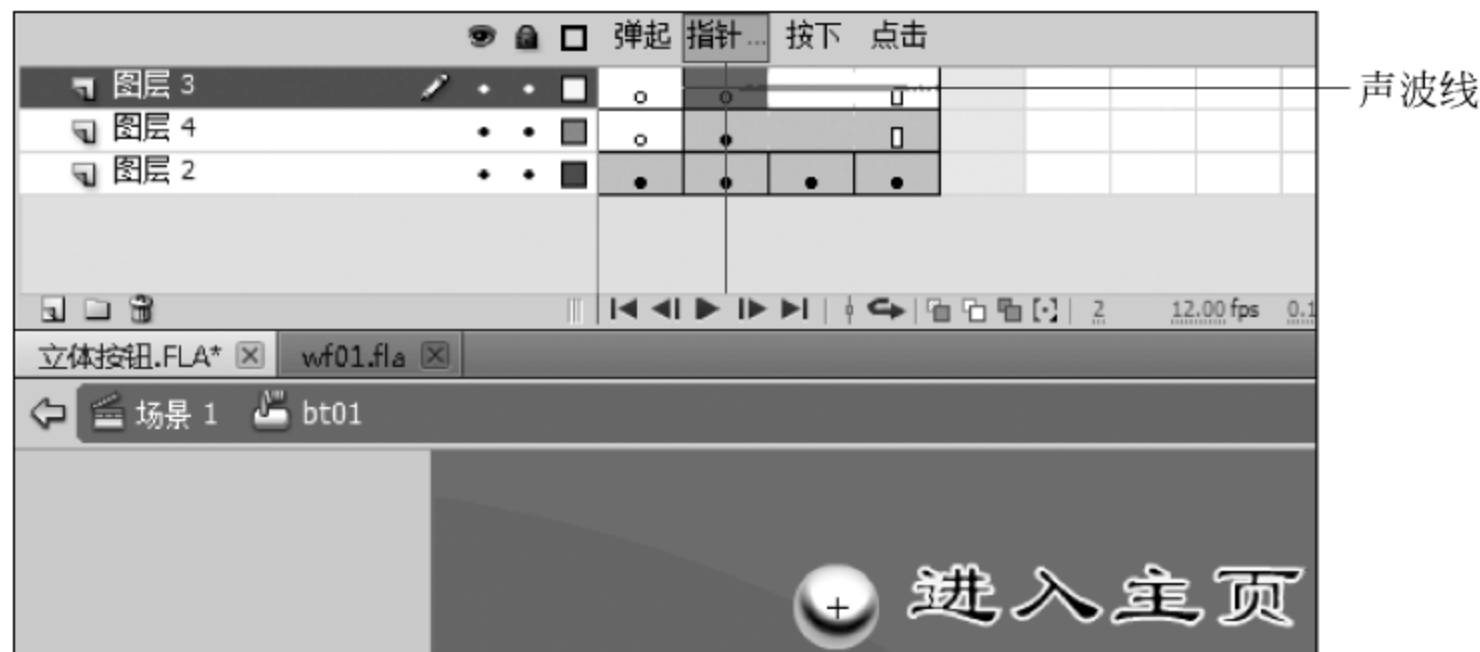 弹起 指针... 按下 点击
图层 3
声波线
图层 4
图层 2
2 12.00 fps 0.1
立体按钮.FLA* wf01.fla
场景 1 bt01
进入主页